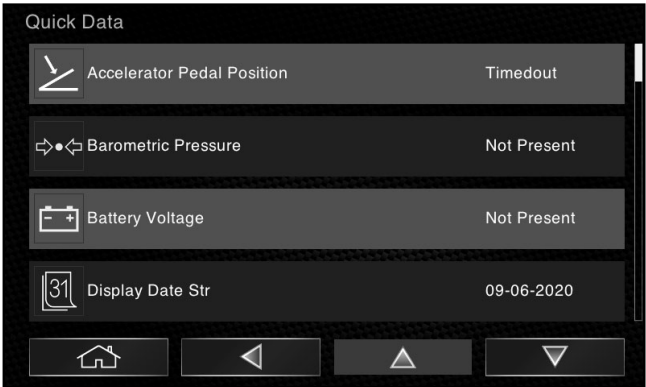 Quick Data
Accelerator Pedal Position Timedout
Barometric Pressure Not Present
Battery Voltage Not Present
31 Display Date Str 09-06-2020